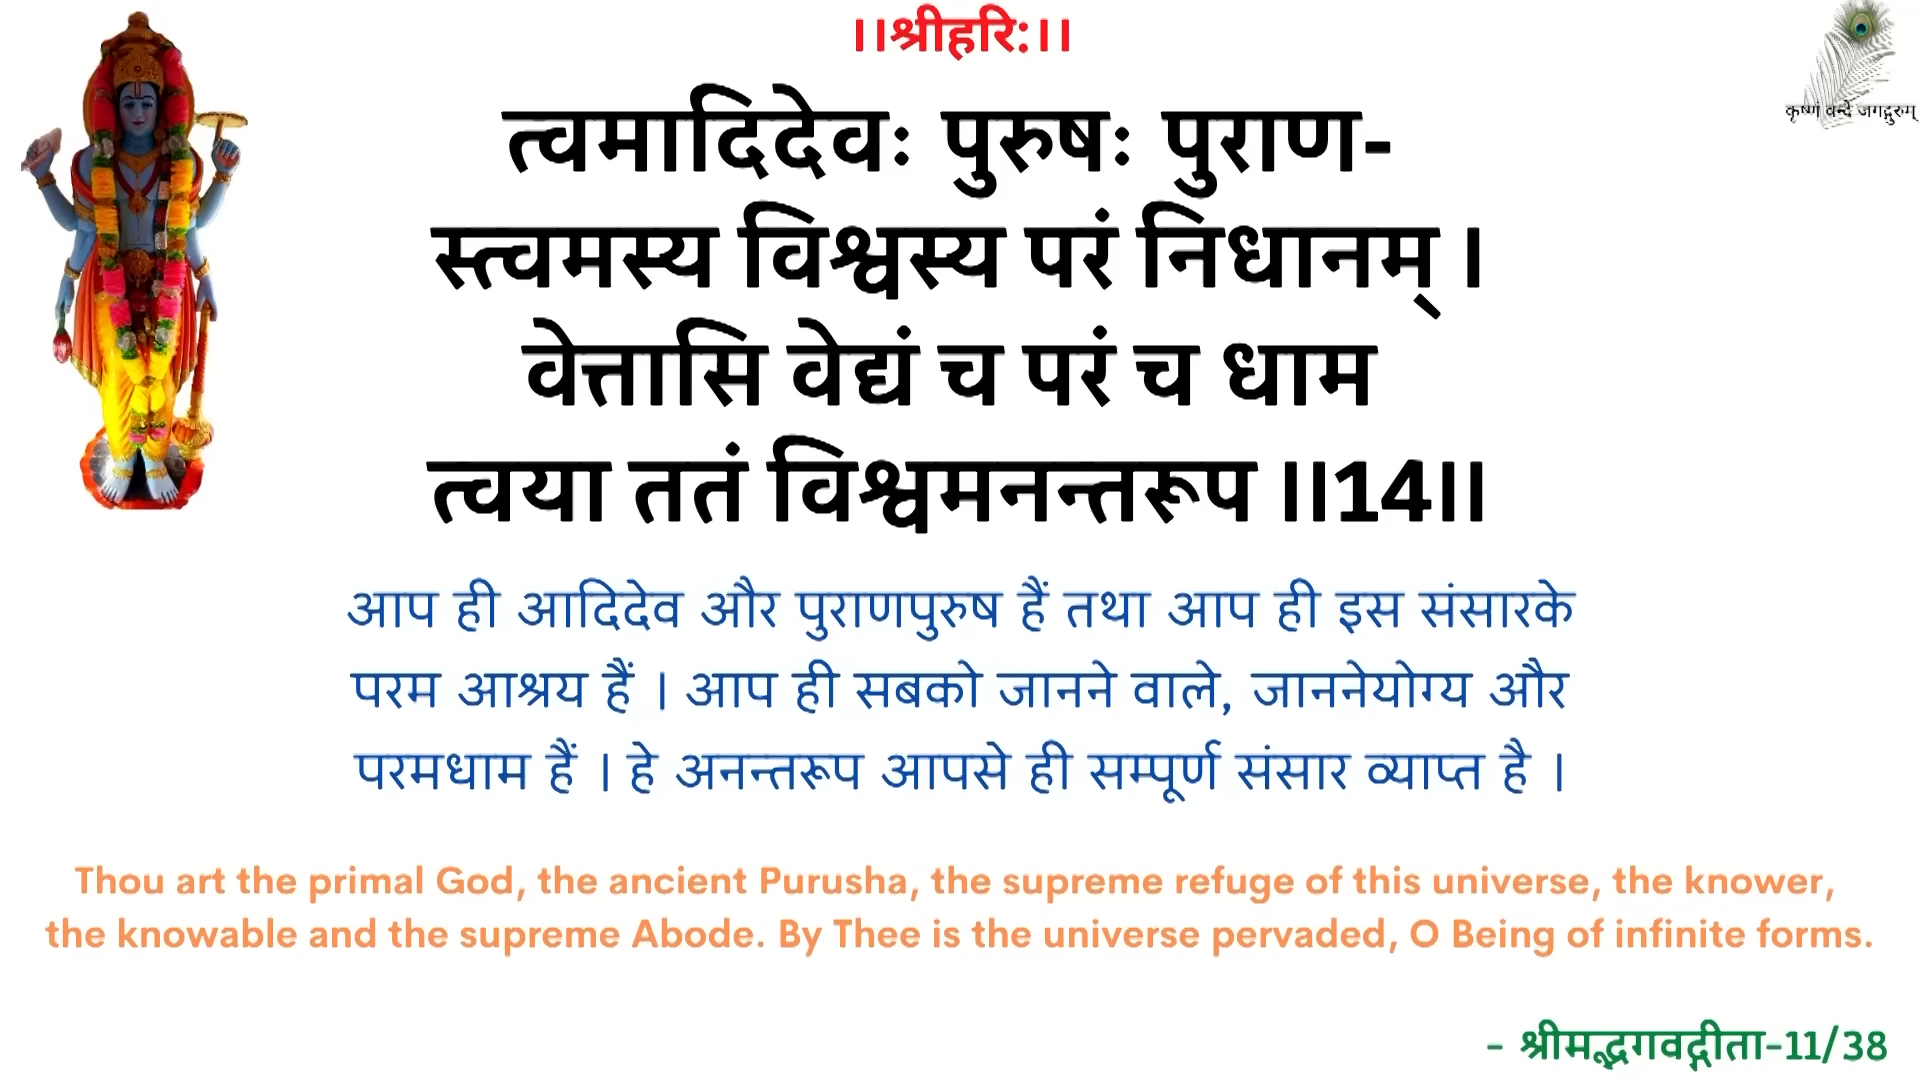 ।।श्रीहरि:।।
कृष्णं वन्दे जगद्गुरुम्
त्वमादिदेवः पुरुषः पुराण-
स्त्वमस्य विश्वस्य परं निधानम् ।
वेत्तासि वेद्यं च परं च धाम
त्वया ततं विश्वमनन्तरूप ।।14।।
आप ही आदिदेव और पुराणपुरुष हैं तथा आप ही इस संसारके
परम आश्रय हैं । आप ही सबको जानने वाले, जाननेयोग्य और
परमधाम हैं । हे अनन्तरूप आपसे ही सम्पूर्ण संसार व्याप्त है ।
Thou art the primal God, the ancient Purusha, the supreme refuge of this universe, the knower,
the knowable and the supreme Abode. By Thee is the universe pervaded, O Being of infinite forms.
- श्रीमद्भगवद्गीता-11/38